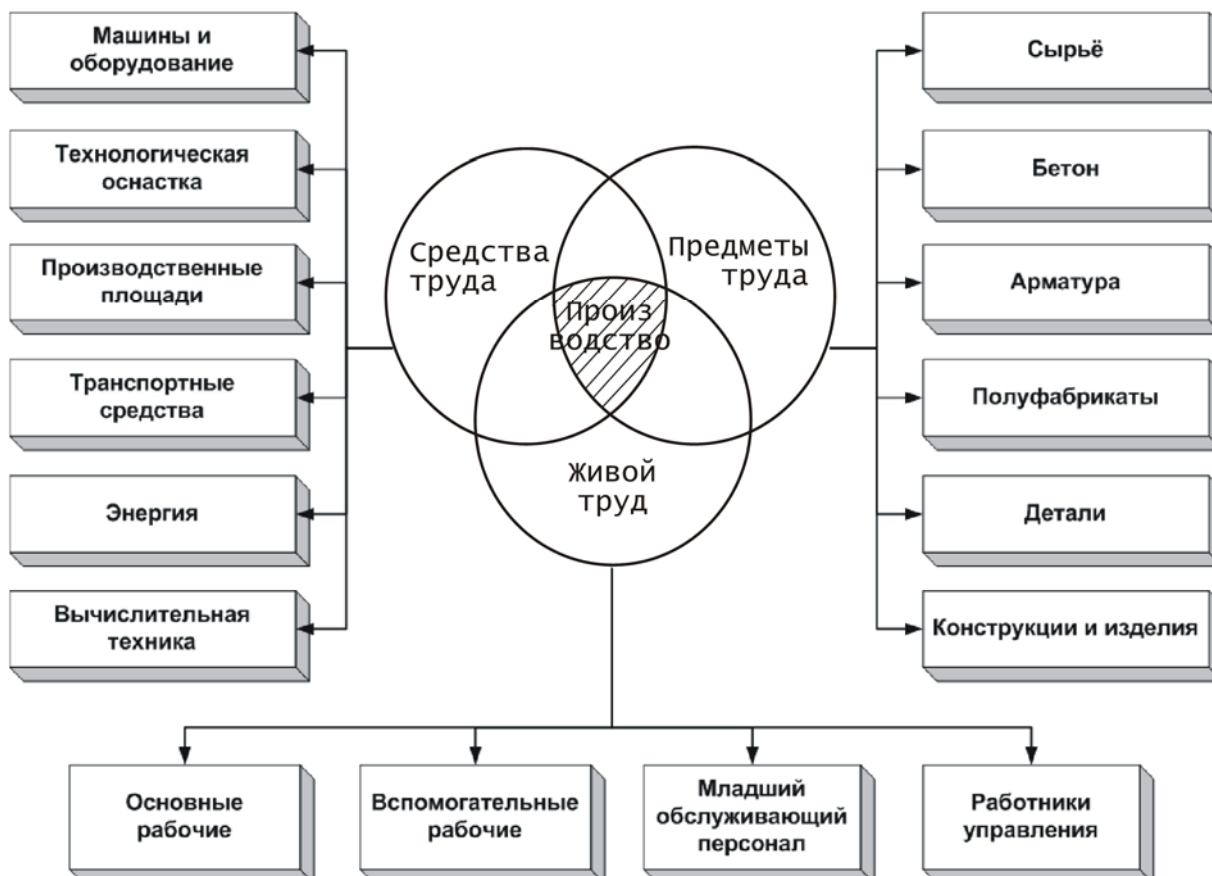 Машины и
оборудование
Технологическая
оснастка
Производственные
площади
Транспортные
средства
Энергия
Вычислительная
техника
Средства
труда
Предметы
труда
Произ
водство
Живой
труд
Сырьё
Бетон
Арматура
Полуфабрикаты
Детали
Конструкции и изделия
Основные
рабочие
Вспомогательные
рабочие
Младший
обслуживающий
персонал
Работники
управления